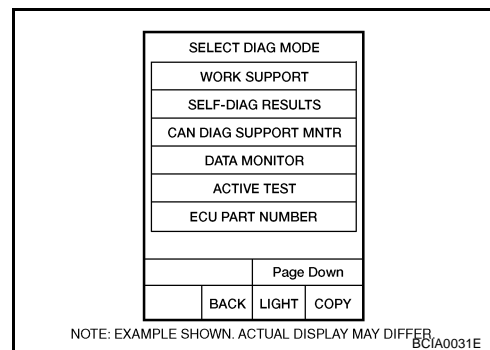 SELECT DIAG MODE
WORK SUPPORT
SELF-DIAG RESULTS
CAN DIAG SUPPORT MNTR
DATA MONITOR
ACTIVE TEST
ECU PART NUMBER
Page Down
BACK LIGHT COPY
NOTE: EXAMPLE SHOWN. ACTUAL DISPLAY MAY DIFFER
BCIA0031E